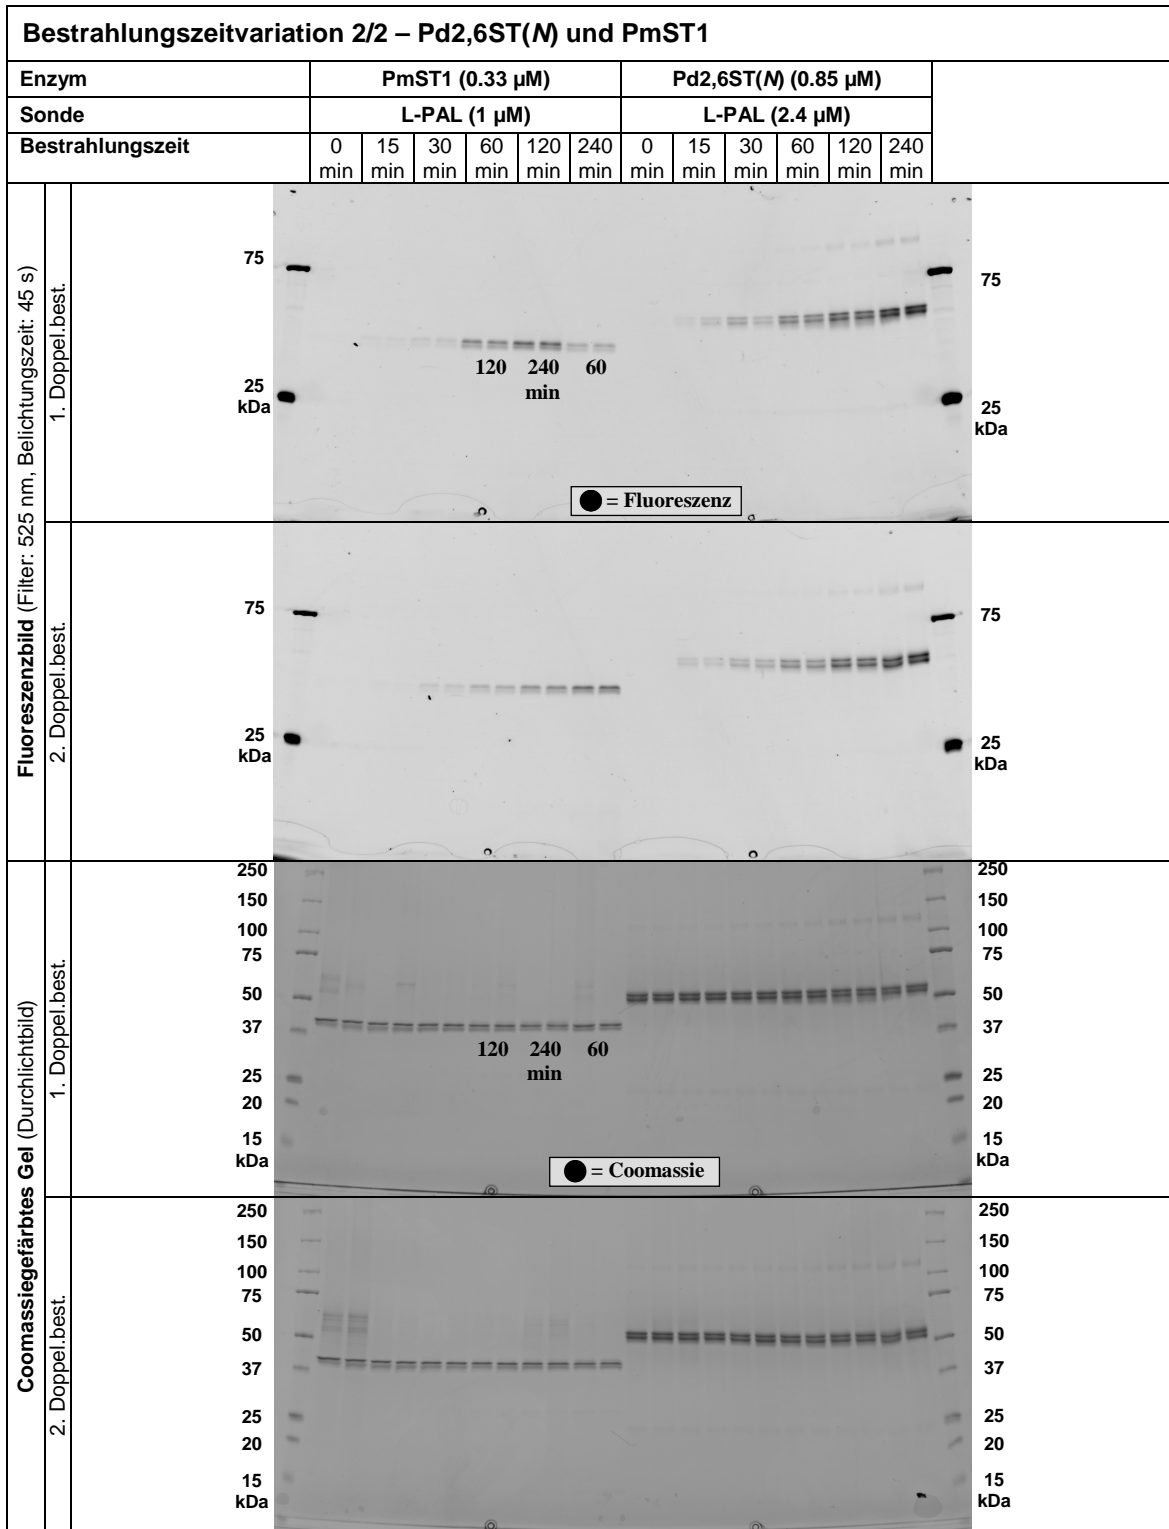 Bestrahlungszeitvariation 2/2 – Pd2,6ST(N) und PmST1
Enzym PmST1 (0.33 µM) Pd2,6ST(N) (0.85 µM)
Sonde L-PAL (1 µM) L-PAL (2.4 µM)
Bestrahlungszeit 0 15 30 60 120 240 0 15 30 60 120 240
min min min min min min min min min min min min
Fluoreszenzbild (Filter: 525 nm, Belichtungszeit: 45 s)
1. Doppel.best.
75 75
120 240 60
min
25 25
kDa kDa
= Fluoreszenz
2. Doppel.best.
75 75
25 25
kDa kDa
Coomassiegefärbtes Gel (Durchlichtbild)
1. Doppel.best.
250 250
150 150
100 100
75 75
50 50
37 37
120 240 60
min
25 25
20 20
15 15
kDa kDa
= Coomassie
2. Doppel.best.
250 250
150 150
100 100
75 75
50 50
37 37
25 25
20 20
15 15
kDa kDa